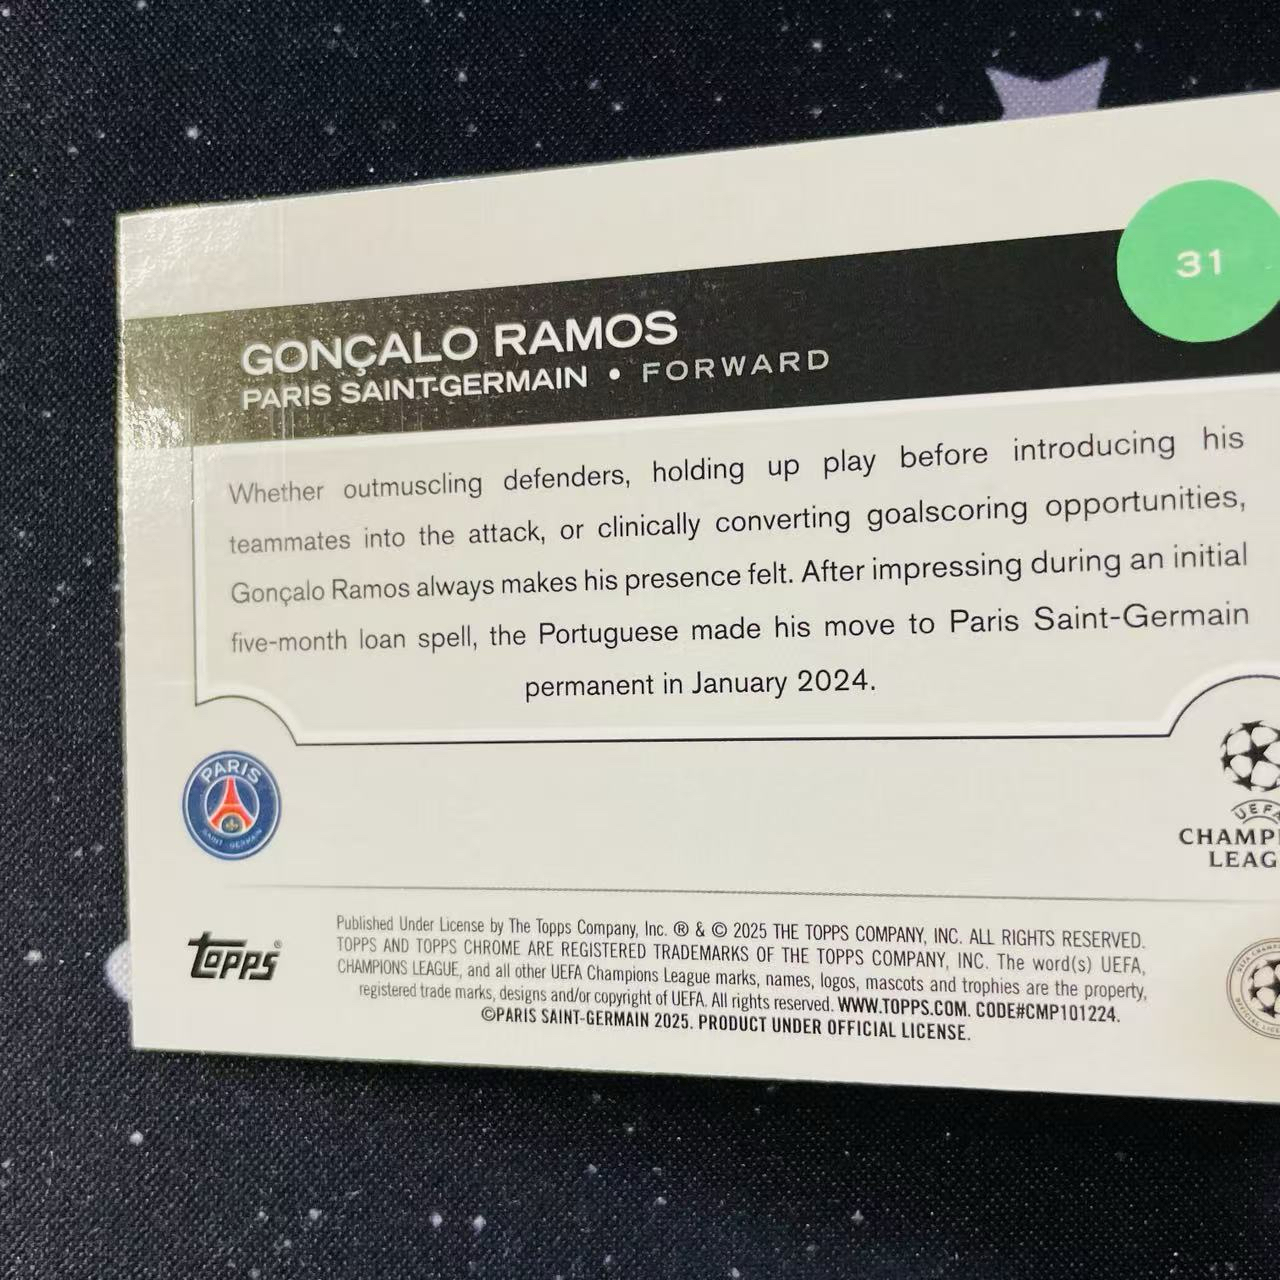 31
GONÇALO RAMOS
PARIS SAINT-GERMAIN • FORWARD
Whether outmuscling defenders, holding up play before introducing his
teammates into the attack, or clinically converting goalscoring opportunities,
Gonçalo Ramos always makes his presence felt. After impressing during an initial
five-month loan spell, the Portuguese made his move to Paris Saint-Germain
permanent in January 2024.
PARIS
SAINT-GERMAIN
UEFA
CHAMPI
LEAG
topps®
Published Under License by The Topps Company, Inc. ® & © 2025 THE TOPPS COMPANY, INC. ALL RIGHTS RESERVED.
TOPPS AND TOPPS CHROME ARE REGISTERED TRADEMARKS OF THE TOPPS COMPANY, INC. The word(s) UEFA,
CHAMPIONS LEAGUE, and all other UEFA Champions League marks, names, logos, mascots and trophies are the property,
registered trade marks, designs and/or copyright of UEFA. All rights reserved. WWW.TOPPS.COM. CODE#CMP101224.
©PARIS SAINT-GERMAIN 2025. PRODUCT UNDER OFFICIAL LICENSE.